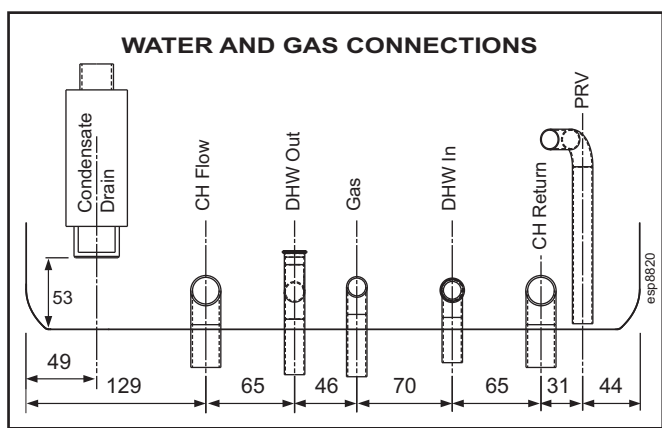 WATER AND GAS CONNECTIONS
Condensate
Drain
CH Flow
DHW Out
Gas
DHW In
CH Return
PRV
esp8820
53
49
129
65
46
70
65
31
44